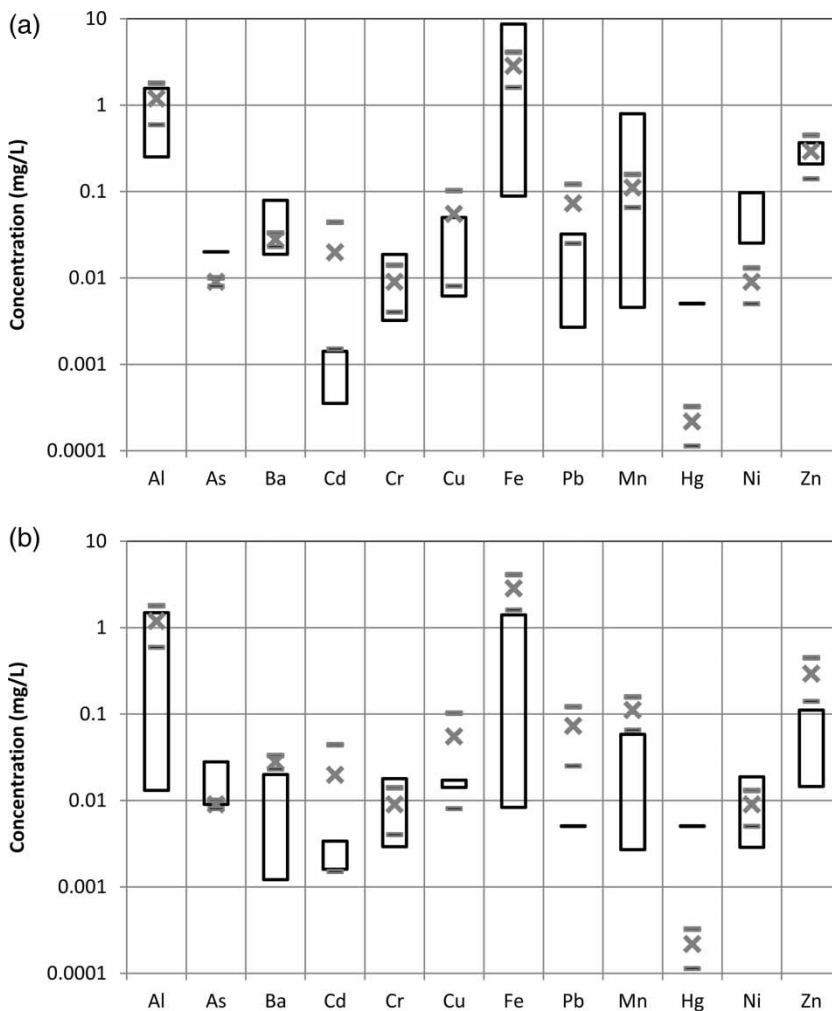 (a)
Concentration (mg/L)
10
1
0.1
0.01
0.001
0.0001
Al As Ba Cd Cr Cu Fe Pb Mn Hg Ni Zn
(b)
Concentration (mg/L)
10
1
0.1
0.01
0.001
0.0001
Al As Ba Cd Cr Cu Fe Pb Mn Hg Ni Zn